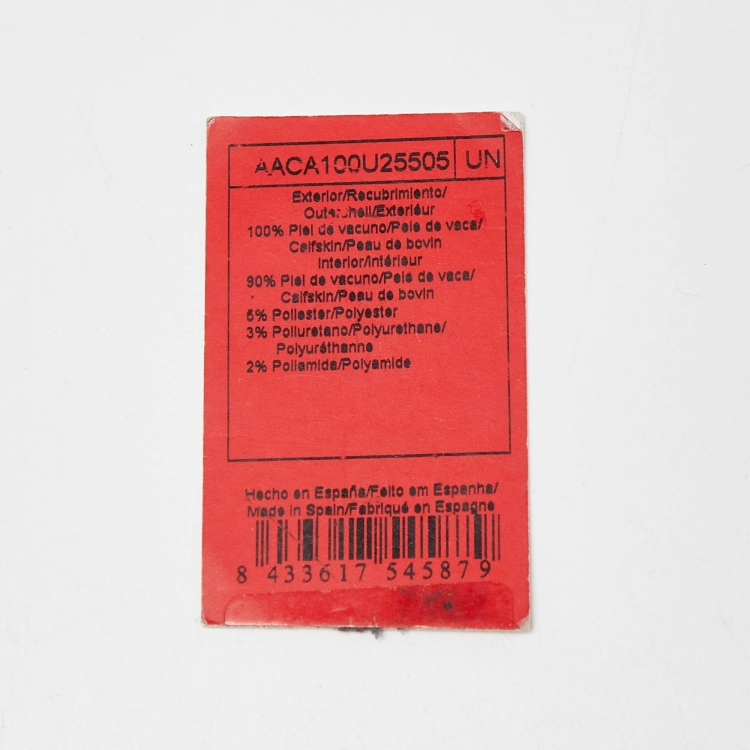 AACA100U25505 UN
Exterior/Recubrimiento/
Outershell/Exteriéur
100% Piel de vacuno/Pele de vaca/
Calfskin/Peau de bovin
Interior/Intérieur
90% Piel de vacuno/Pele de vaca/
Calfskin/Peau de bovin
5% Poliester/Polyester
3% Poliuretano/Polyurethane/
Polyuréthanne
2% Poliamida/Polyamide
Hecho en España/Feito em Espanha/
Made in Spain/Fabriqué en Espagne
8 433617 545879